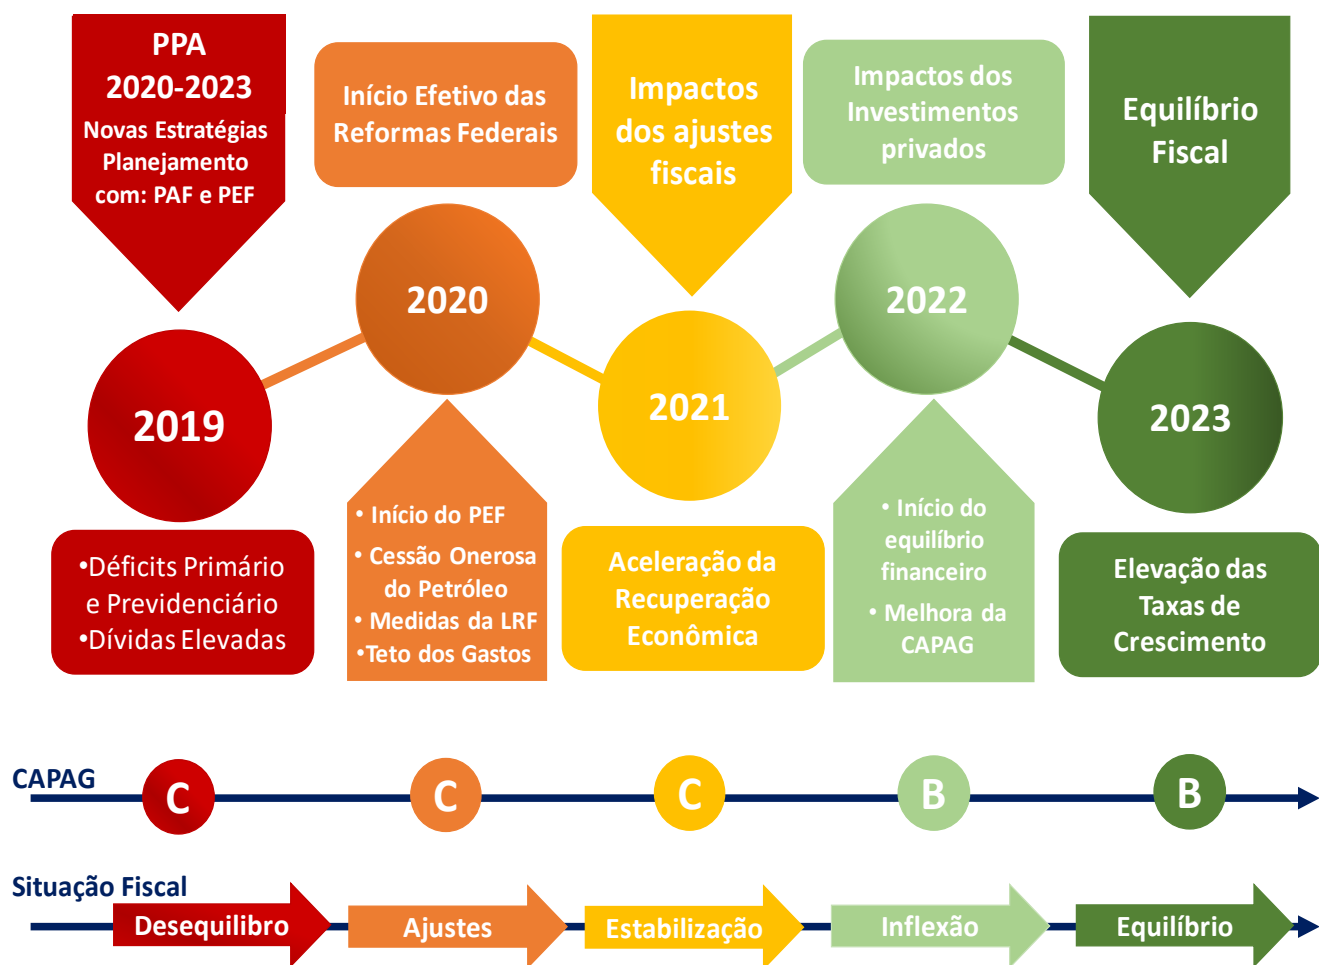 PPA
2020-2023
Novas Estratégias
Planejamento
com: PAF e PEF
Início Efetivo das
Reformas Federais
Impactos
dos ajustes
fiscais
Impactos dos
Investimentos
privados
Equilíbrio
Fiscal
2019
2020
2021
2022
2023
•Déficits Primário
e Previdenciário
•Dívidas Elevadas
• Início do PEF
• Cessão Onerosa
do Petróleo
• Medidas da LRF
•Teto dos Gastos
Aceleração da
Recuperação
Econômica
• Início do
equilíbrio
financeiro
• Melhora da
CAPAG
Elevação das
Taxas de
Crescimento
CAPAG
C
C
C
B
B
Situação Fiscal
Desequilibro
Ajustes
Estabilização
Inflexão
Equilíbrio